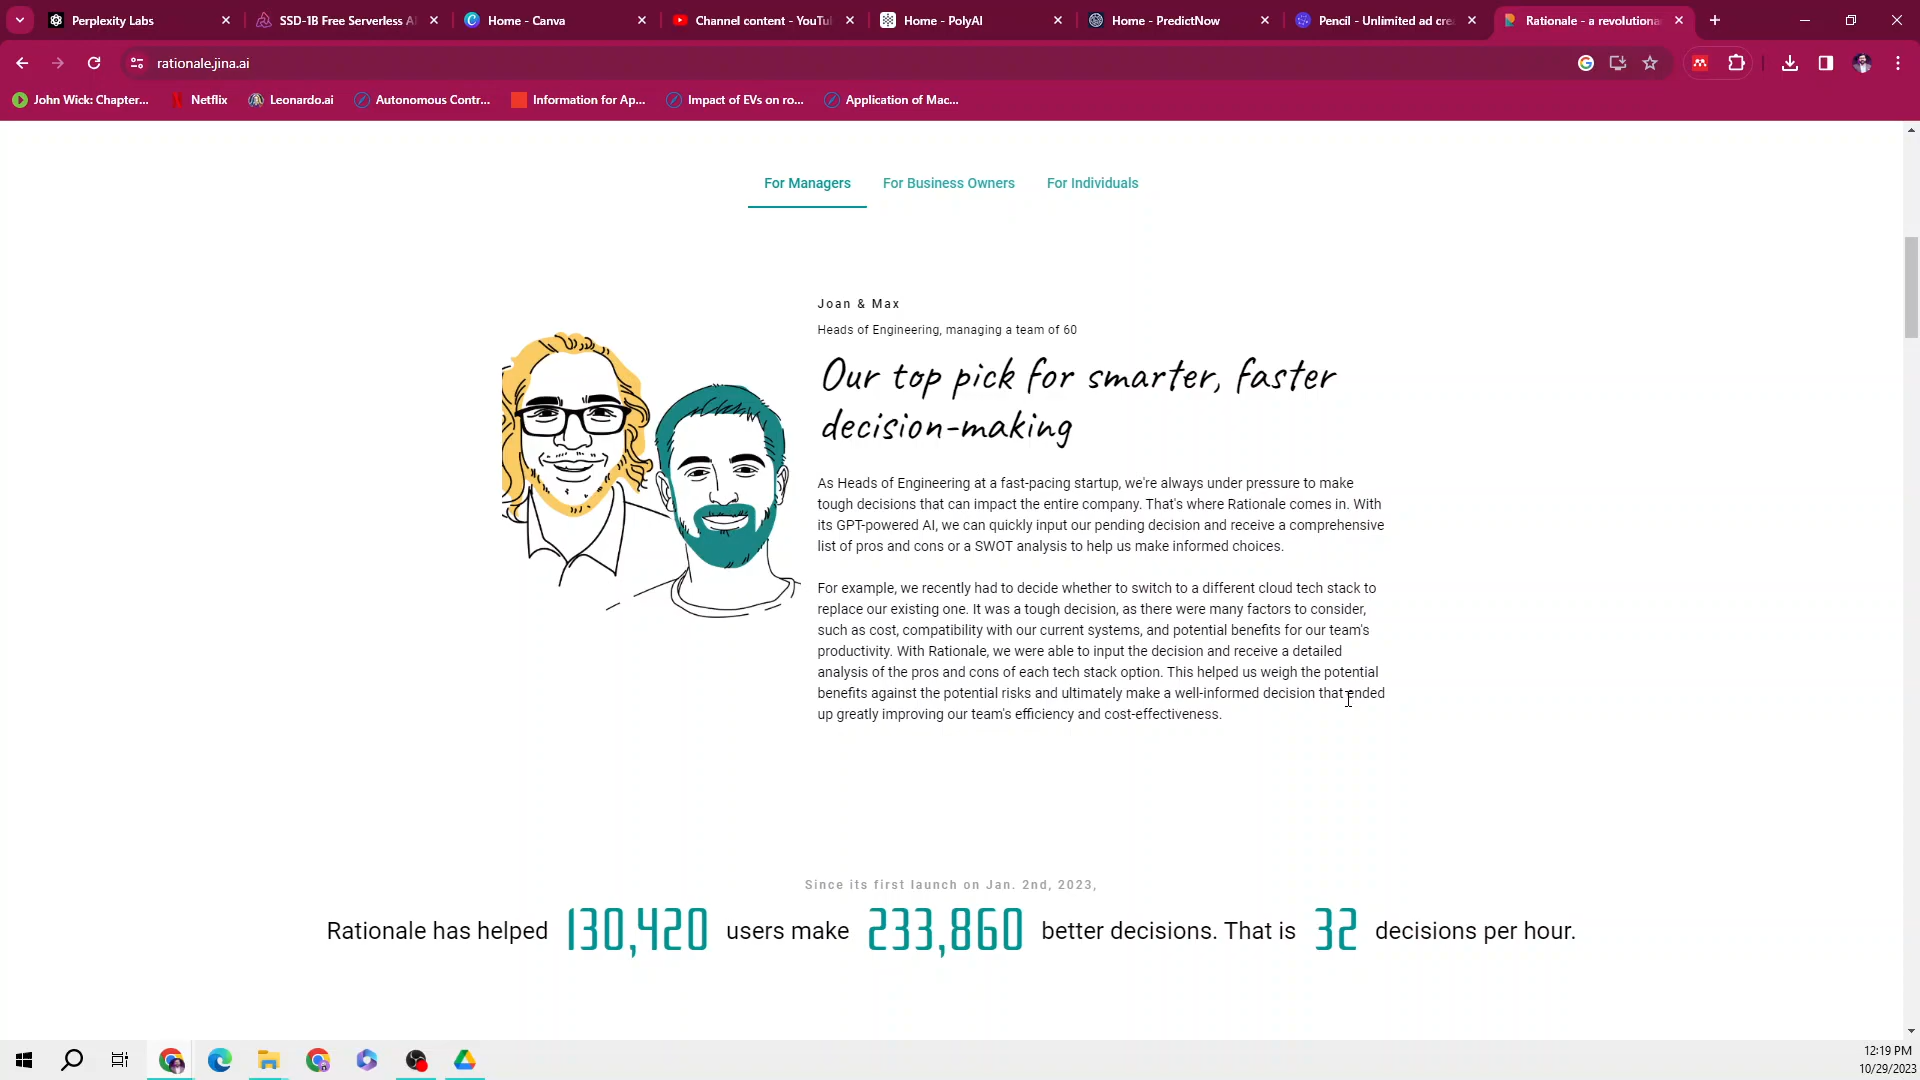 Perplexity Labs
SSD-1B Free Serverless A
Home - Canva
Channel content - YouTu
Home - PolyAI
Home - PredictNow
Pencil - Unlimited ad cre
Rationale - a revolutiona
rationale.jina.ai
John Wick: Chapter...
Netflix
Leonardo.ai
Autonomous Contr...
Information for Ap...
Impact of EVs on ro...
Application of Mac...
For Managers
For Business Owners
For Individuals
Joan & Max
Heads of Engineering, managing a team of 60
Our top pick for smarter, faster
decision-making
As Heads of Engineering at a fast-pacing startup, we're always under pressure to make
tough decisions that can impact the entire company. That's where Rationale comes in. With
its GPT-powered AI, we can quickly input our pending decision and receive a comprehensive
list of pros and cons or a SWOT analysis to help us make informed choices.
For example, we recently had to decide whether to switch to a different cloud tech stack to
replace our existing one. It was a tough decision, as there were many factors to consider,
such as cost, compatibility with our current systems, and potential benefits for our team's
productivity. With Rationale, we were able to input the decision and receive a detailed
analysis of the pros and cons of each tech stack option. This helped us weigh the potential
benefits against the potential risks and ultimately make a well-informed decision that ended
up greatly improving our team's efficiency and cost-effectiveness.
Since its first launch on Jan. 2nd, 2023,
Rationale has helped 130,420 users make 233,860 better decisions. That is 32 decisions per hour.
12:19 PM
10/29/2023